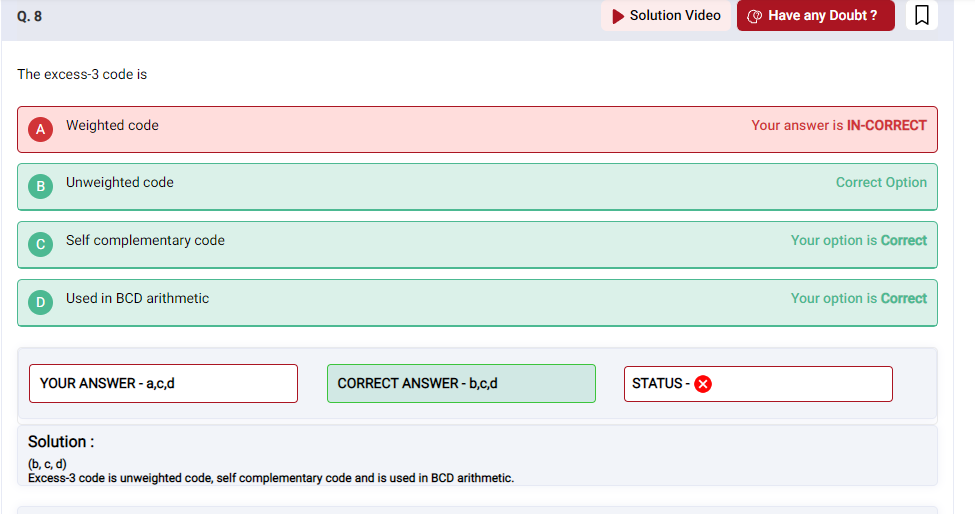 Q. 8
Solution Video
Have any Doubt ?
The excess-3 code is
A Weighted code Your answer is IN-CORRECT
B Unweighted code Correct Option
C Self complementary code Your option is Correct
D Used in BCD arithmetic Your option is Correct
YOUR ANSWER - a,c,d CORRECT ANSWER - b,c,d STATUS -
Solution :
(b, c, d)
Excess-3 code is unweighted code, self complementary code and is used in BCD arithmetic.